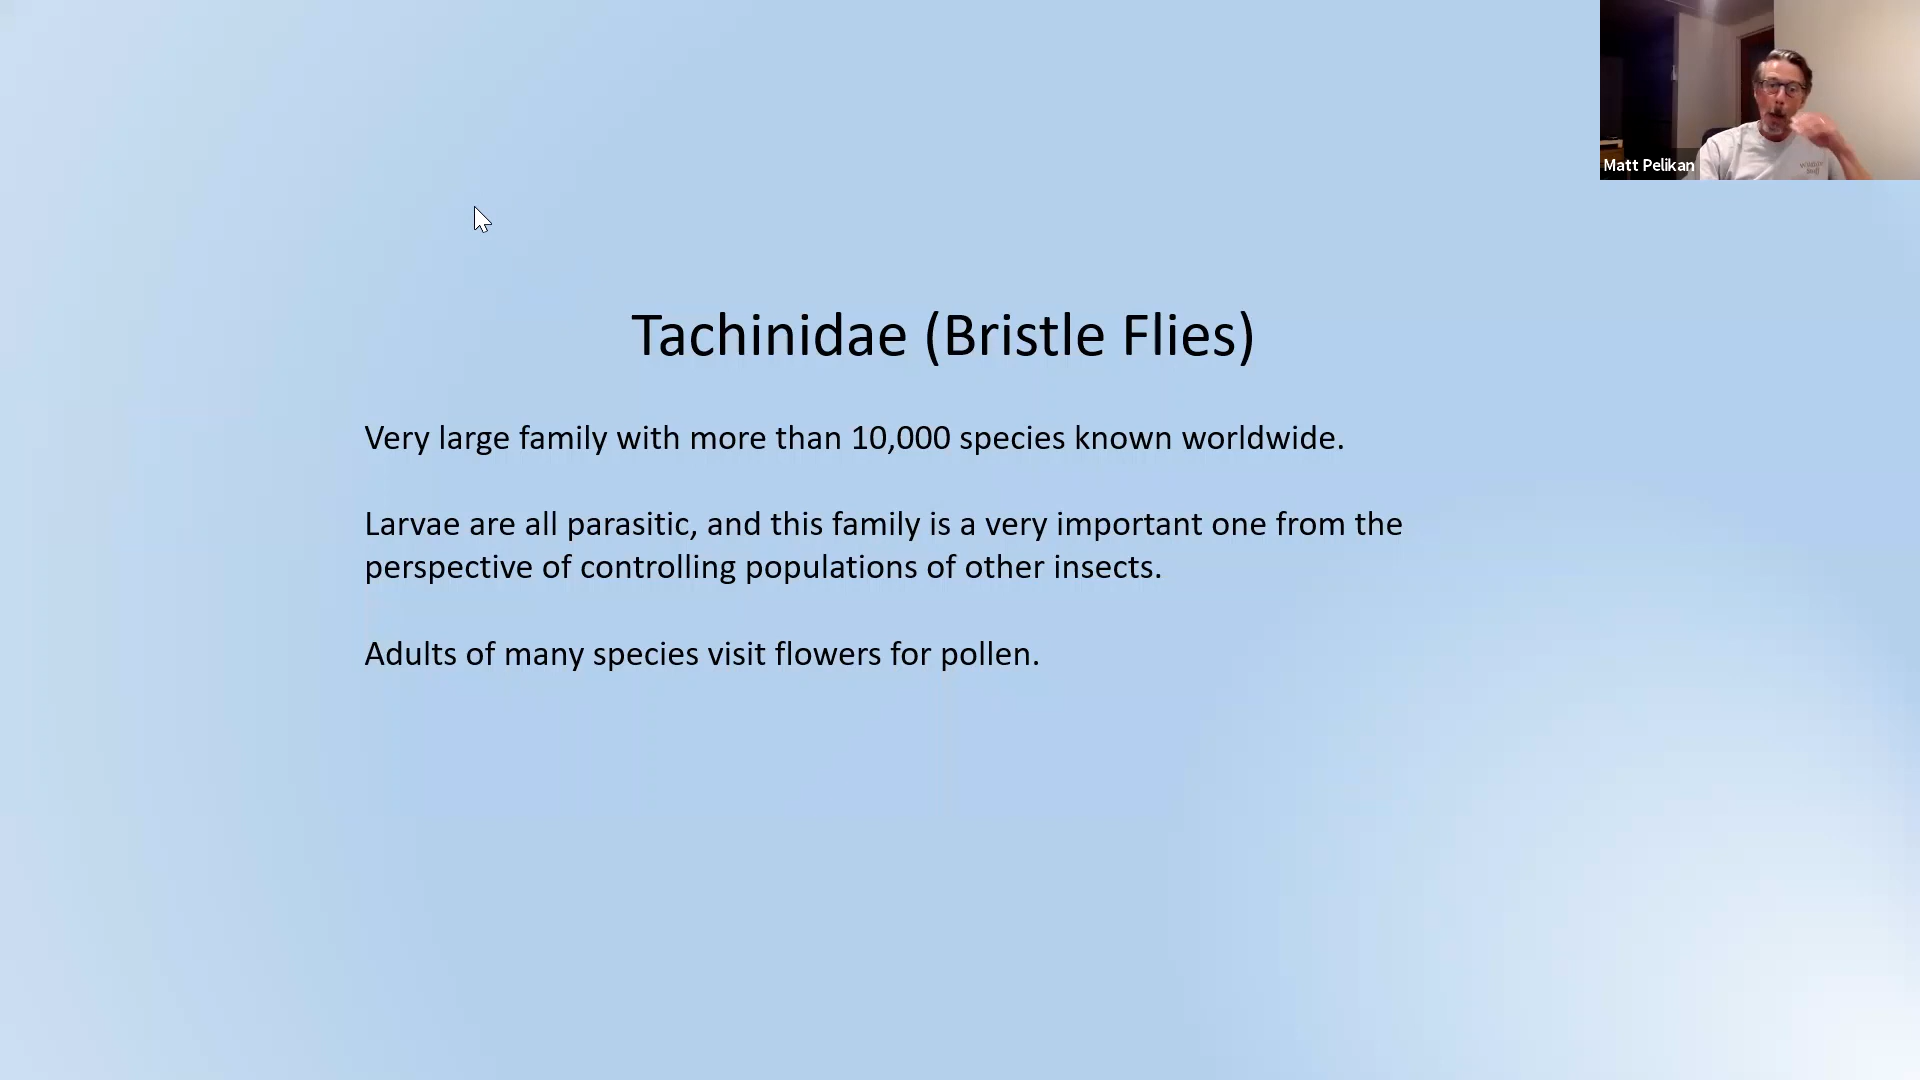 Matt Pelikan
Tachinidae (Bristle Flies)
Very large family with more than 10,000 species known worldwide.
Larvae are all parasitic, and this family is a very important one from the
perspective of controlling populations of other insects.
Adults of many species visit flowers for pollen.